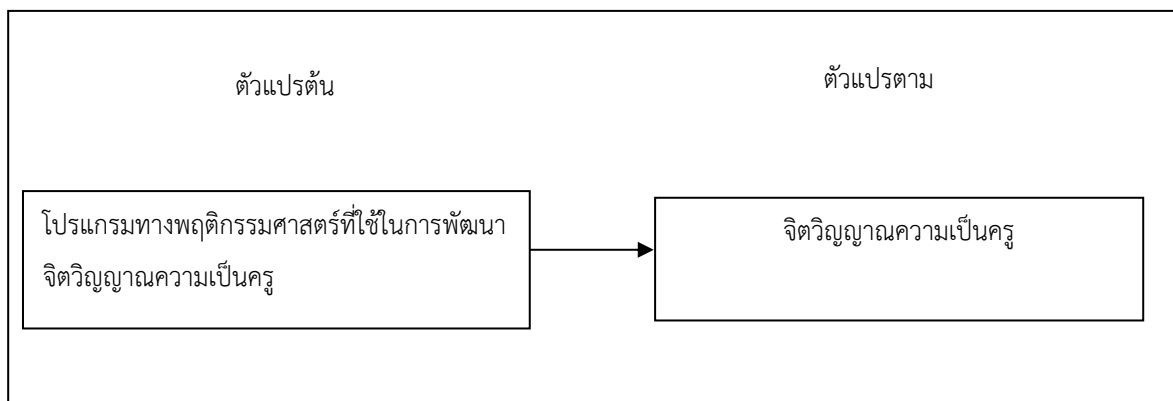 ตัวแปรต้น
ตัวแปรตาม
โปรแกรมทางพฤติกรรมศาสตร์ที่ใช้ในการพัฒนา
จิตวิญญาณความเป็นครู
จิตวิญญาณความเป็นครู